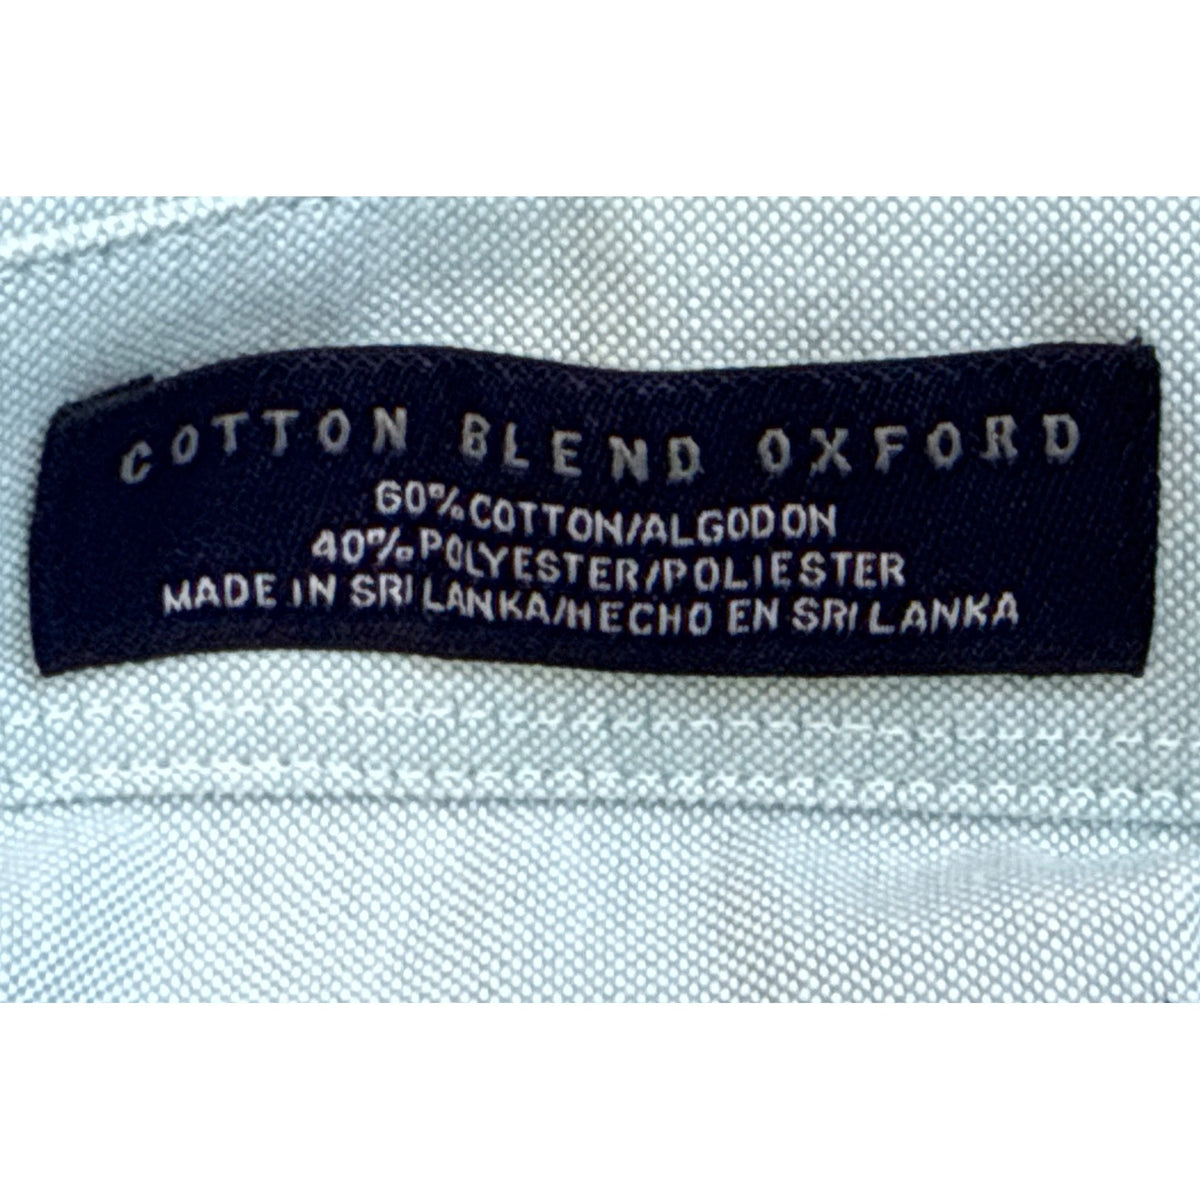 COTTON BLEND OXFORD
60% COTTON/ALGODON
40% POLYESTER/POLIESTER
MADE IN SRI LANKA/HECHO EN SRI LANKA